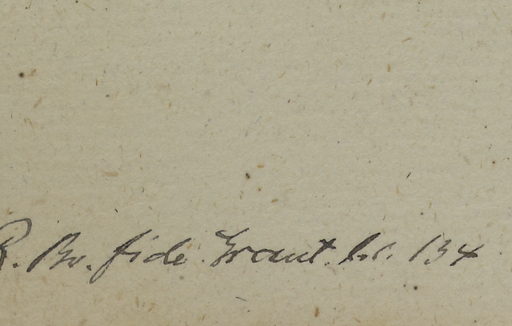 R. Br. fide Grant l.c. 134